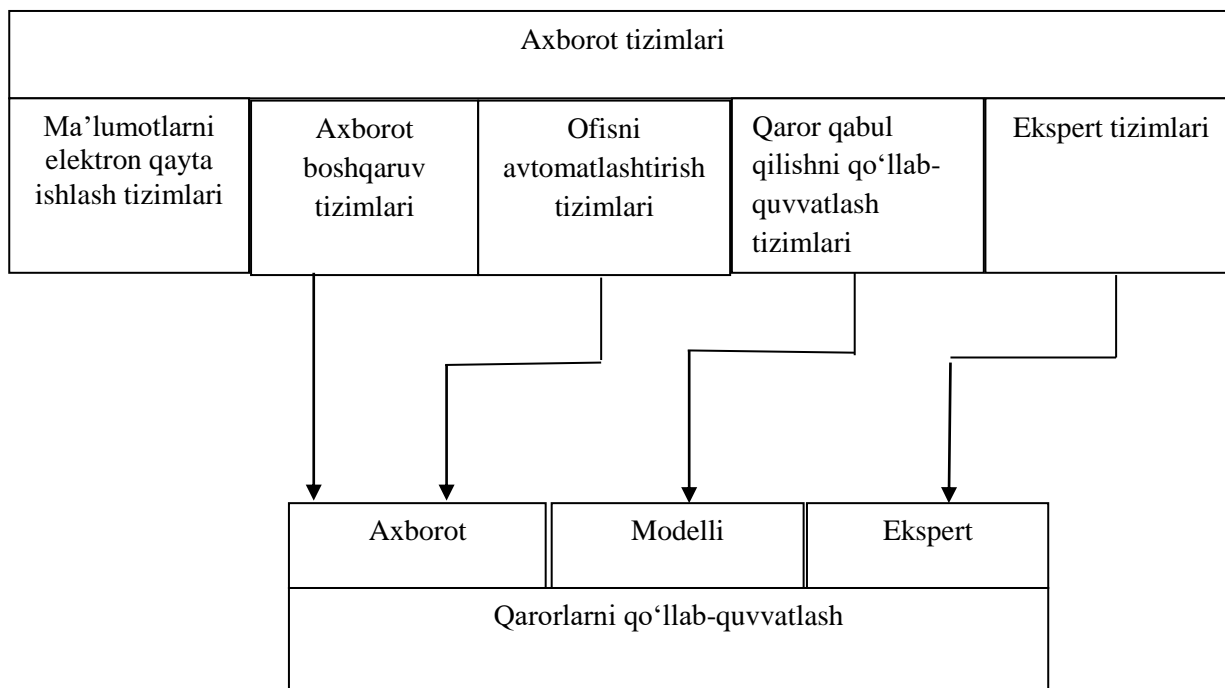 Axborot tizimlari
Ma’lumotlarni
elektron qayta
ishlash tizimlari
Axborot
boshqaruv
tizimlari
Ofisni
avtomatlashtirish
tizimlari
Qaror qabul
qilishni qo‘llab-
quvvatlash
tizimlari
Ekspert tizimlari
Axborot
Modelli
Ekspert
Qarorlarni qo‘llab-quvvatlash